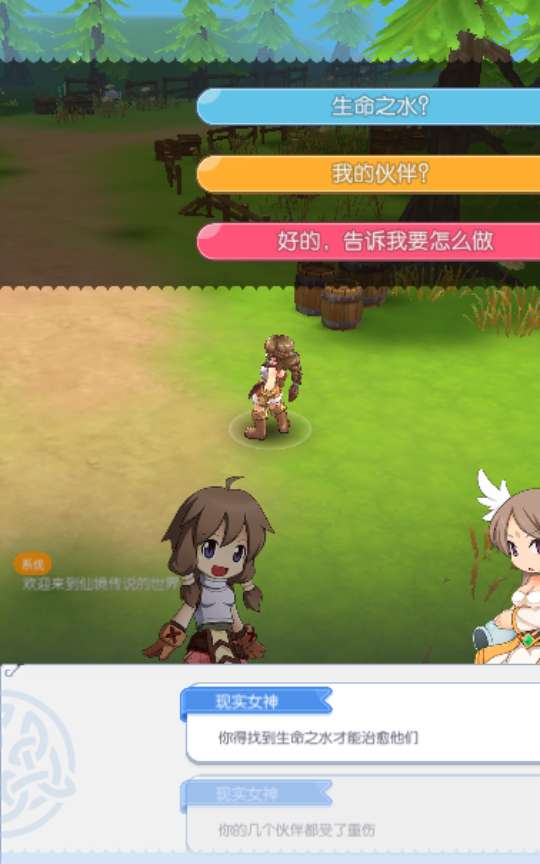 生命之水？
我的伙伴？
好的，告诉我要怎么做
系统
欢迎来到仙境传说的世界
现实女神
你得找到生命之水才能治愈他们
现实女神
你的几个伙伴都受了重伤